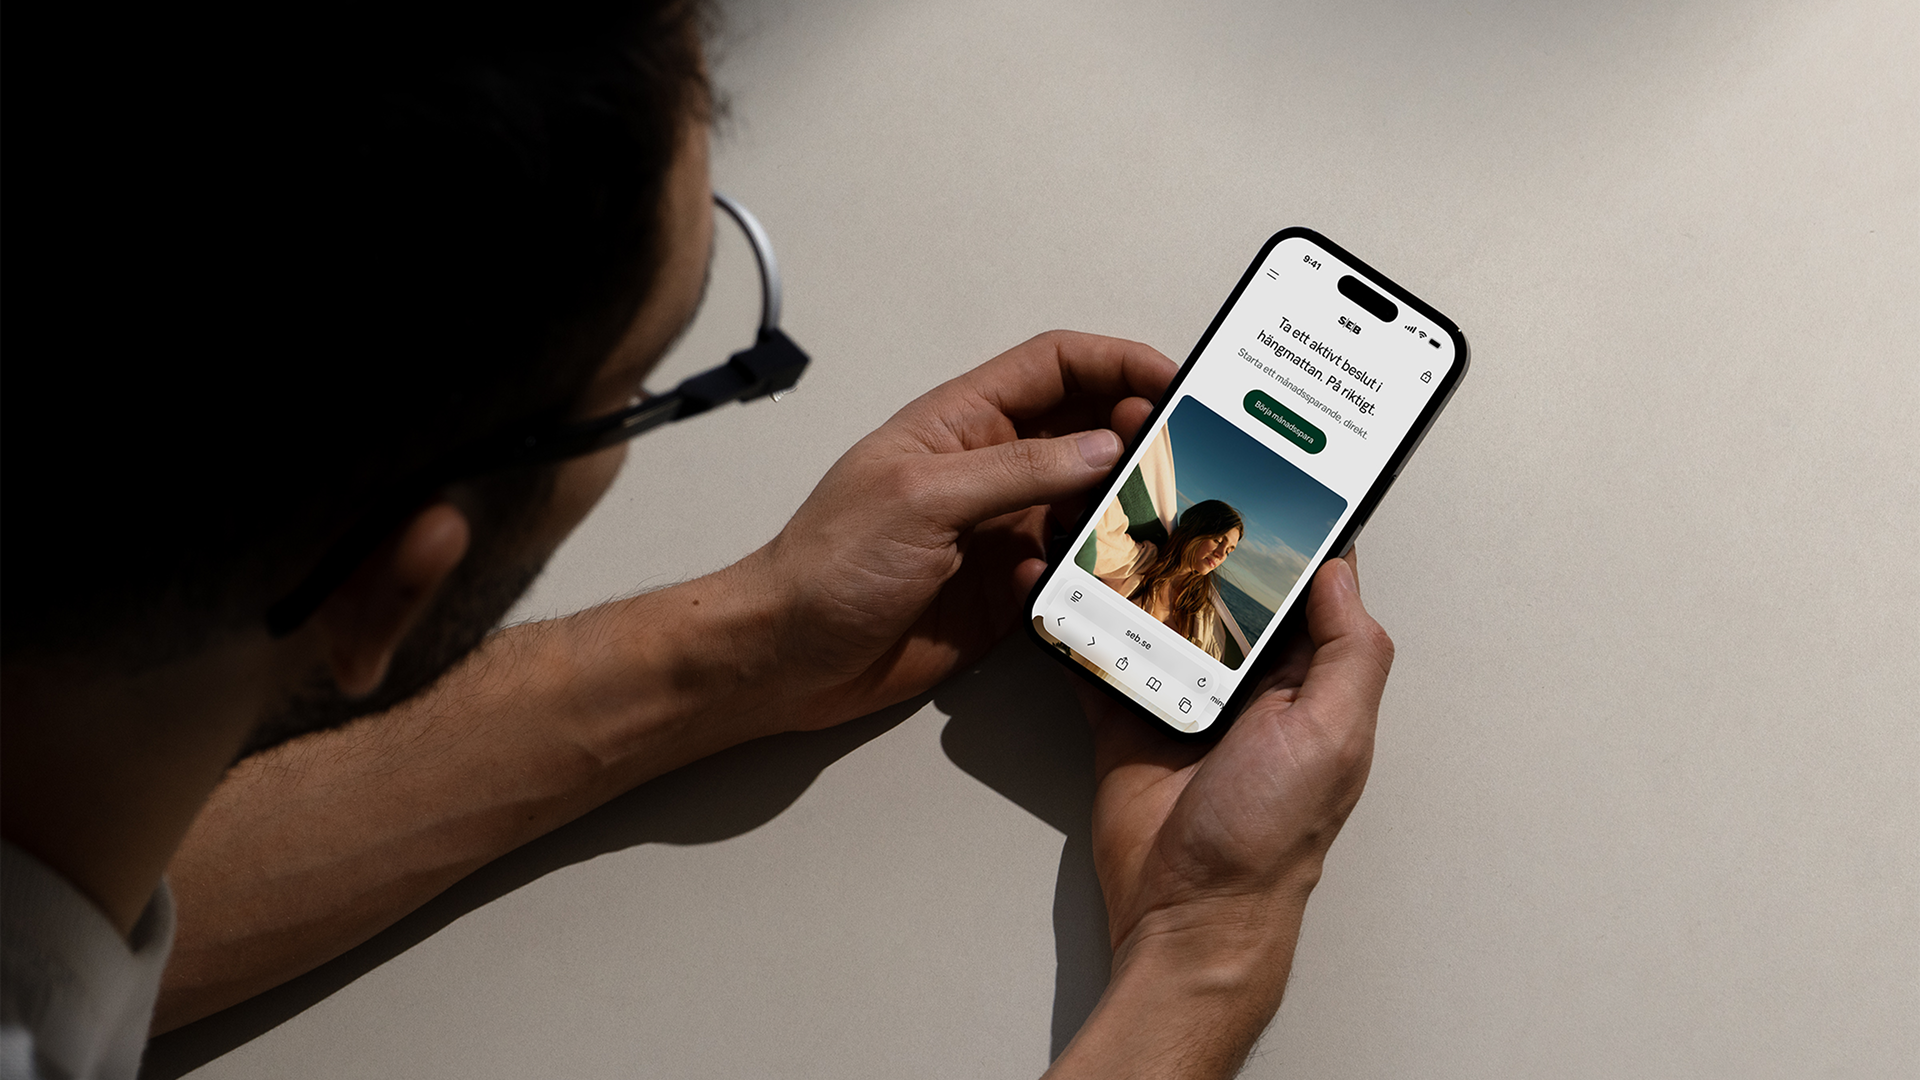 9:41
SEB
Ta ett aktivt beslut i
hängmattan. På riktigt.
Starta ett månadssparande, direkt.
Börja månadsspara
seb.se